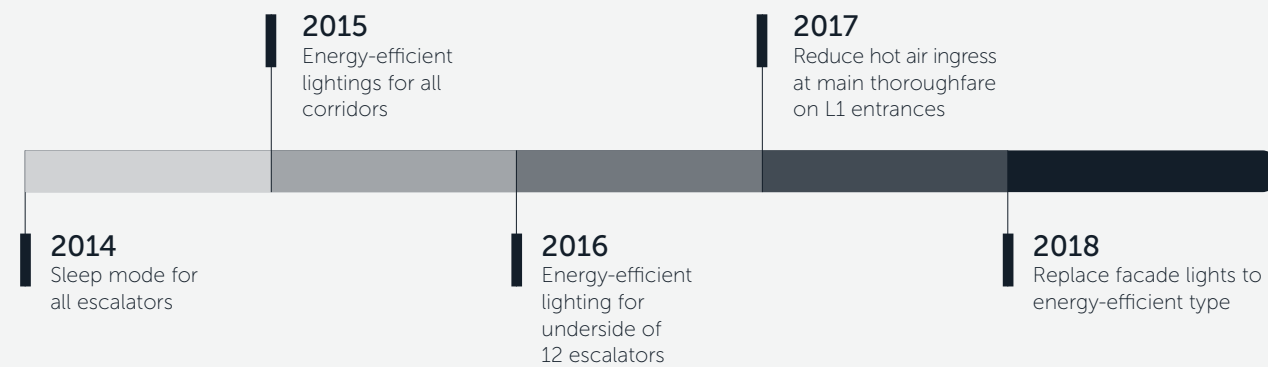 2015
Energy-efficient
lightings for all
corridors
2017
Reduce hot air ingress
at main thoroughfare
on L1 entrances
2014
Sleep mode for
all escalators
2016
Energy-efficient
lighting for
underside of
12 escalators
2018
Replace facade lights to
energy-efficient type